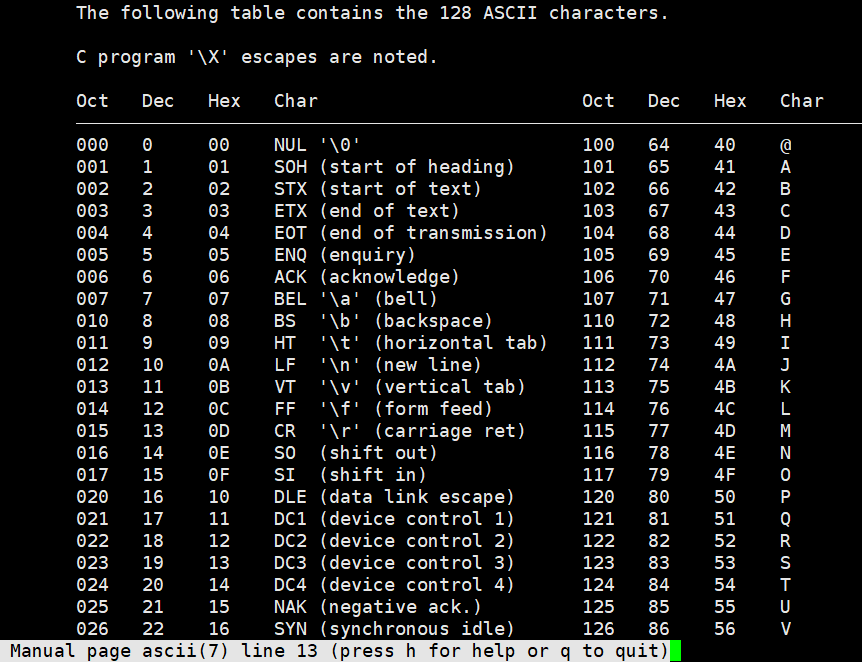 The following table contains the 128 ASCII characters.
C program '\X' escapes are noted.
Oct Dec Hex Char Oct Dec Hex Char
000 0 00 NUL '\0' 100 64 40 @
001 1 01 SOH (start of heading) 101 65 41 A
002 2 02 STX (start of text) 102 66 42 B
003 3 03 ETX (end of text) 103 67 43 C
004 4 04 EOT (end of transmission) 104 68 44 D
005 5 05 ENQ (enquiry) 105 69 45 E
006 6 06 ACK (acknowledge) 106 70 46 F
007 7 07 BEL '\a' (bell) 107 71 47 G
010 8 08 BS '\b' (backspace) 110 72 48 H
011 9 09 HT '\t' (horizontal tab) 111 73 49 I
012 10 0A LF '\n' (new line) 112 74 4A J
013 11 0B VT '\v' (vertical tab) 113 75 4B K
014 12 0C FF '\f' (form feed) 114 76 4C L
015 13 0D CR '\r' (carriage ret) 115 77 4D M
016 14 0E SO (shift out) 116 78 4E N
017 15 0F SI (shift in) 117 79 4F O
020 16 10 DLE (data link escape) 120 80 50 P
021 17 11 DC1 (device control 1) 121 81 51 Q
022 18 12 DC2 (device control 2) 122 82 52 R
023 19 13 DC3 (device control 3) 123 83 53 S
024 20 14 DC4 (device control 4) 124 84 54 T
025 21 15 NAK (negative ack.) 125 85 55 U
026 22 16 SYN (synchronous idle) 126 86 56 V
Manual page ascii(7) line 13 (press h for help or q to quit)